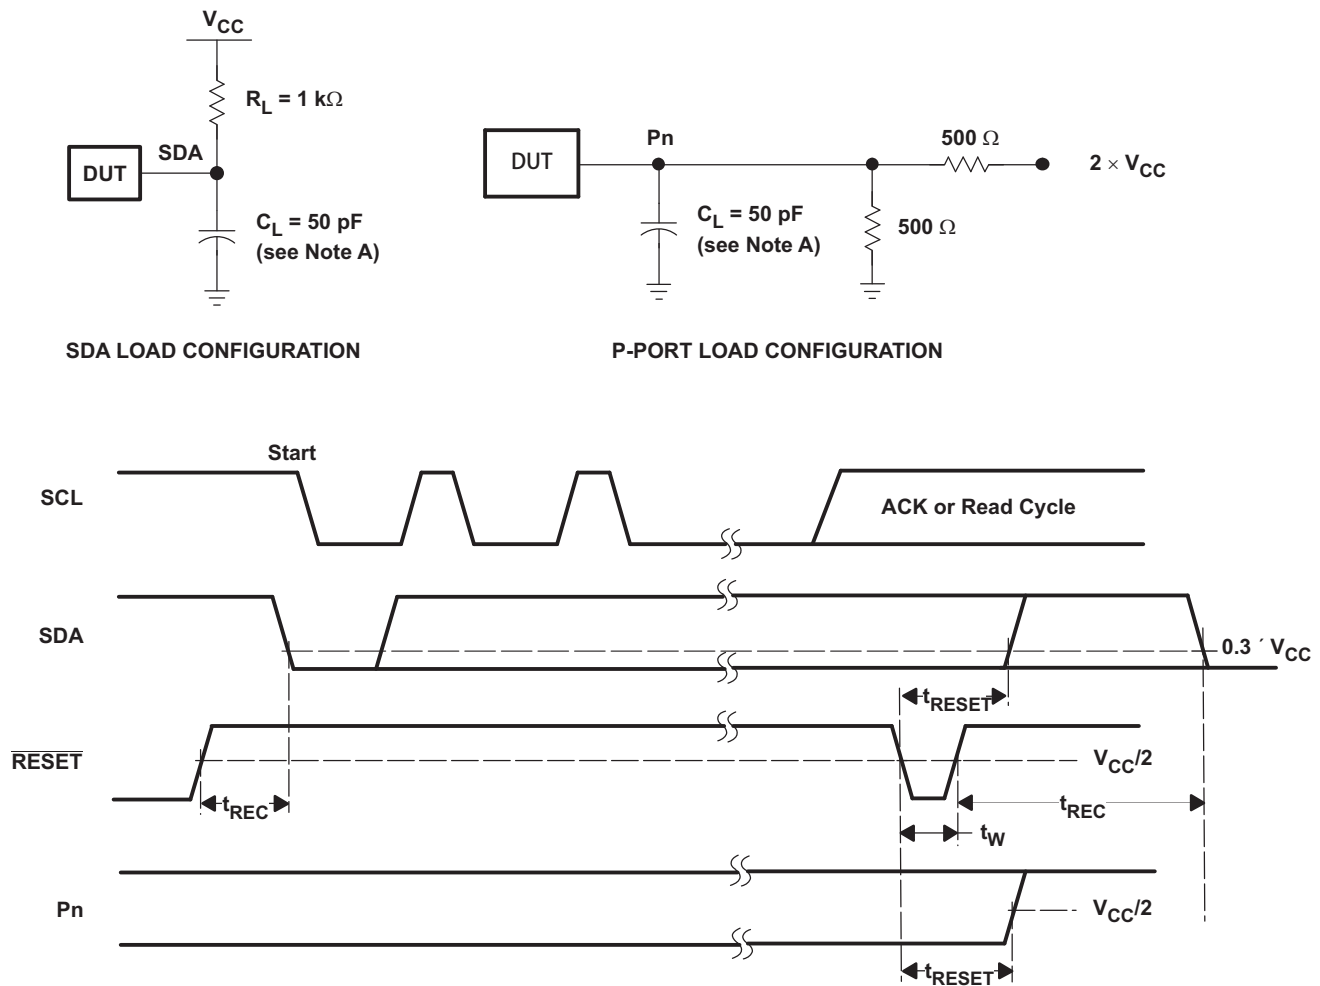 VCC
RL = 1 kΩ
SDA
DUT
CL = 50 pF
(see Note A)
SDA LOAD CONFIGURATION
DUT
Pn
500 Ω
2 × VCC
CL = 50 pF
(see Note A)
500 Ω
P-PORT LOAD CONFIGURATION
Start
SCL
ACK or Read Cycle
SDA
0.3 ´ VCC
tRESET
RESET
VCC/2
tREC
tREC
tW
Pn
VCC/2
tRESET